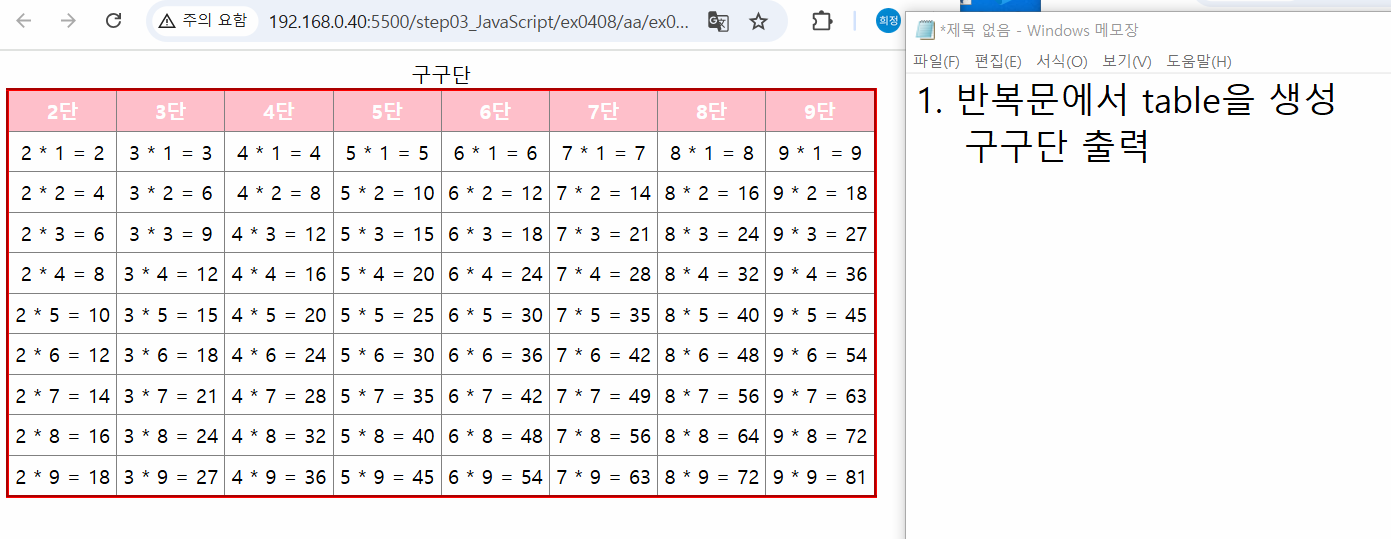 주의 요함 192.168.0.40:5500/step03_JavaScript/ex0408/aa/ex0... 희정
*제목 없음 - Windows 메모장
파일(F) 편집(E) 서식(O) 보기(V) 도움말(H)
1. 반복문에서 table을 생성
구구단 출력
구구단
2단 3단 4단 5단 6단 7단 8단 9단
2 * 1 = 2 3 * 1 = 3 4 * 1 = 4 5 * 1 = 5 6 * 1 = 6 7 * 1 = 7 8 * 1 = 8 9 * 1 = 9
2 * 2 = 4 3 * 2 = 6 4 * 2 = 8 5 * 2 = 10 6 * 2 = 12 7 * 2 = 14 8 * 2 = 16 9 * 2 = 18
2 * 3 = 6 3 * 3 = 9 4 * 3 = 12 5 * 3 = 15 6 * 3 = 18 7 * 3 = 21 8 * 3 = 24 9 * 3 = 27
2 * 4 = 8 3 * 4 = 12 4 * 4 = 16 5 * 4 = 20 6 * 4 = 24 7 * 4 = 28 8 * 4 = 32 9 * 4 = 36
2 * 5 = 10 3 * 5 = 15 4 * 5 = 20 5 * 5 = 25 6 * 5 = 30 7 * 5 = 35 8 * 5 = 40 9 * 5 = 45
2 * 6 = 12 3 * 6 = 18 4 * 6 = 24 5 * 6 = 30 6 * 6 = 36 7 * 6 = 42 8 * 6 = 48 9 * 6 = 54
2 * 7 = 14 3 * 7 = 21 4 * 7 = 28 5 * 7 = 35 6 * 7 = 42 7 * 7 = 49 8 * 7 = 56 9 * 7 = 63
2 * 8 = 16 3 * 8 = 24 4 * 8 = 32 5 * 8 = 40 6 * 8 = 48 7 * 8 = 56 8 * 8 = 64 9 * 8 = 72
2 * 9 = 18 3 * 9 = 27 4 * 9 = 36 5 * 9 = 45 6 * 9 = 54 7 * 9 = 63 8 * 9 = 72 9 * 9 = 81